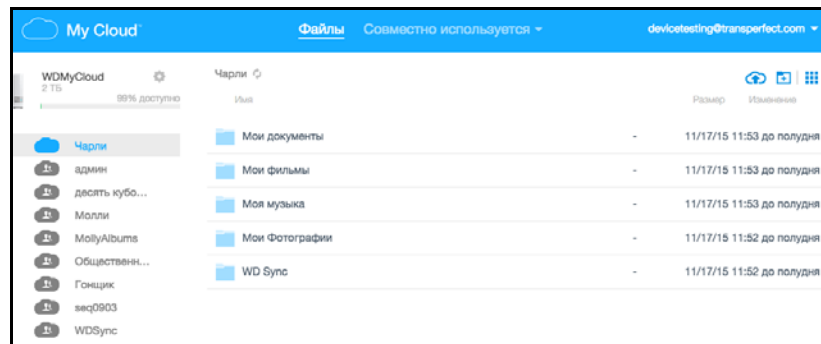 My Cloud™ Файлы Совместно используется devicetesting@transperfect.com
WDMyCloud Чарли
2 ТБ
99% доступно Имя Размер Изменение
Чарли
Мои документы - 11/17/15 11:53 до полудня
админ
Мои фильмы - 11/17/15 11:53 до полудня
десять кубо...
Моя музыка - 11/17/15 11:53 до полудня
Молли
MollyAlbums
Мои Фотографии - 11/17/15 11:52 до полудня
Общественн...
WD Sync - 11/17/15 11:52 до полудня
Гонщик
seq0903
WDSync